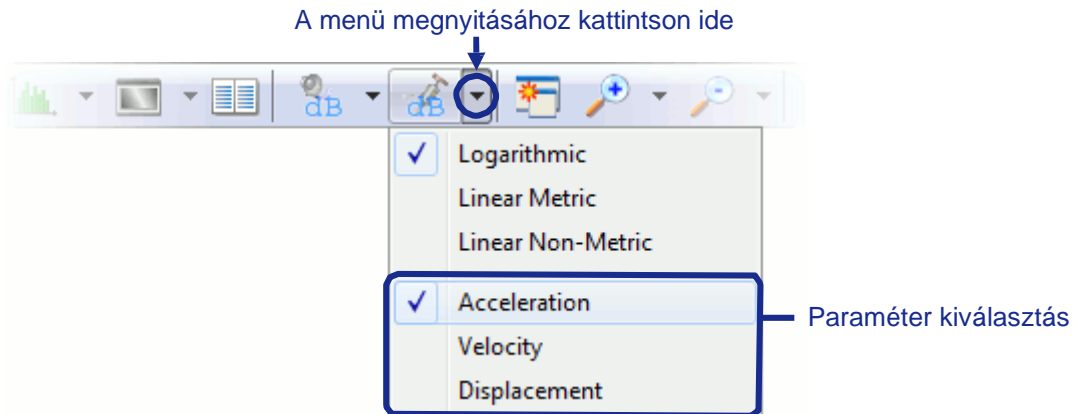 A menü megnyitásához kattintson ide
dB
dB
Logarithmic
Linear Metric
Linear Non-Metric
Acceleration
Paraméter kiválasztás
Velocity
Displacement